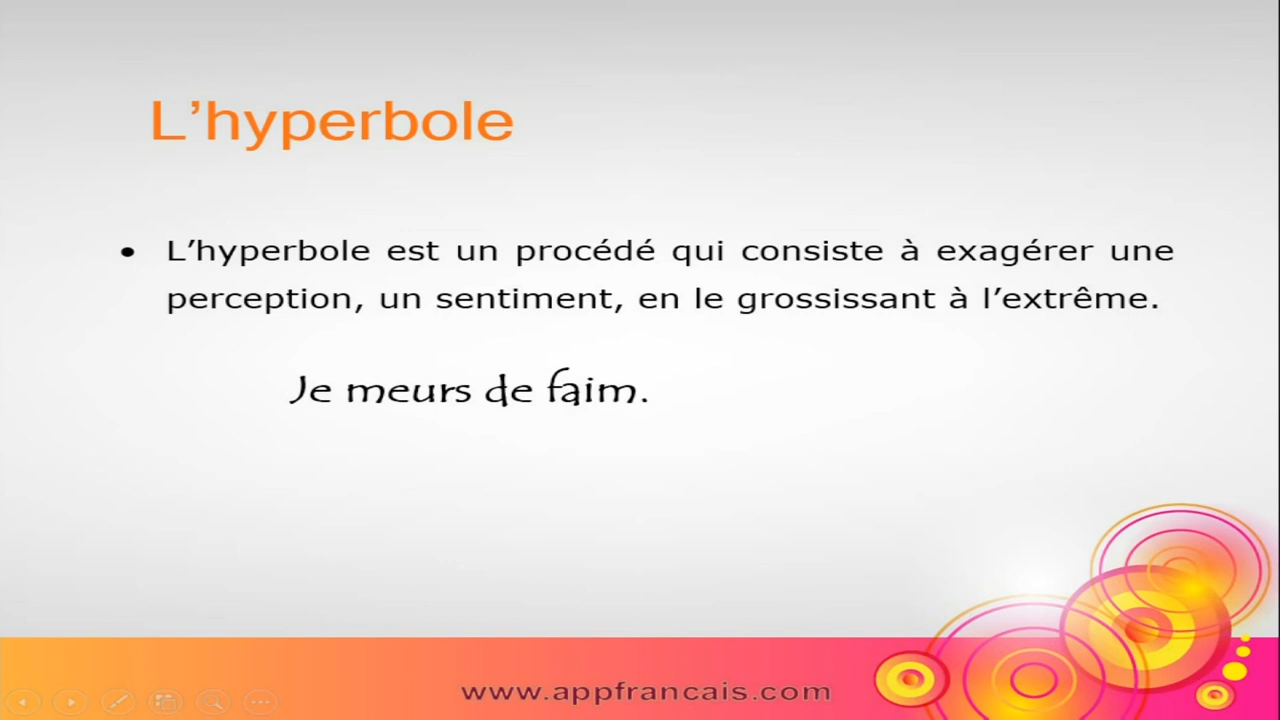 L’hyperbole
• L’hyperbole est un procédé qui consiste à exagérer une
perception, un sentiment, en le grossissant à l’extrême.
Je meurs de faim.
www.appfrancais.com